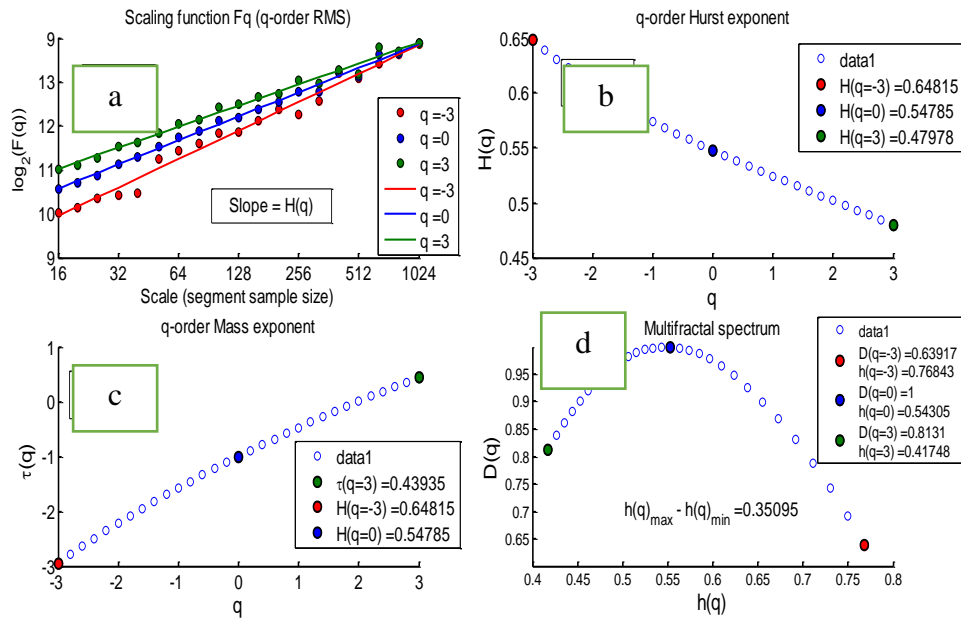 Scaling function Fq (q-order RMS)
log2(F(q))
9
13
12
11
10
9
a
q=-3
q=0
q=3
q =-3
q =0
q =3
Slope = H(q)
16 32 64 128 256 512 1024
Scale (segment sample size)
q-order Hurst exponent
H(q)
0.65
0.6
0.55
0.5
0.45
b
data1
H(q=-3) =0.64815
H(q=0) =0.54785
H(q=3) =0.47978
-3 -2 -1 0 1 2 3
q
q-order Mass exponent
τ(q)
1
0
-1
-2
-3
c
data1
τ(q=3) =0.43935
H(q=-3) =0.64815
H(q=0) =0.54785
-3 -2 -1 0 1 2 3
q
Multifractal spectrum
D(q)
0.95
0.9
0.85
0.8
0.75
0.7
0.65
d
data1
D(q=-3) =0.63917
h(q=-3) =0.76843
D(q=0) =1
h(q=0) =0.54305
D(q=3) =0.8131
h(q=3) =0.41748
h(q)max - h(q)min =0.35095
0.4 0.45 0.5 0.55 0.6 0.65 0.7 0.75 0.8
h(q)